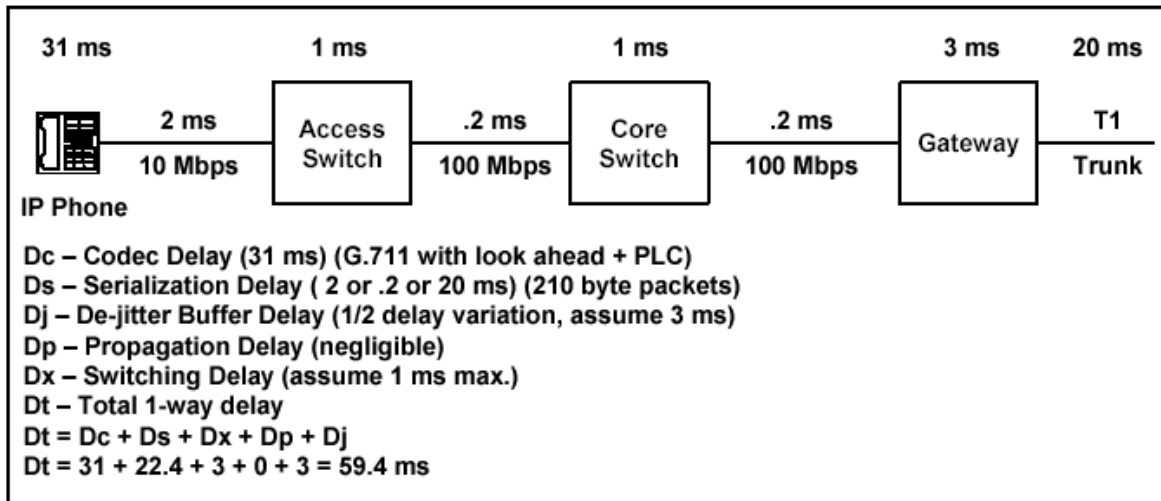 31 ms 1 ms 1 ms 3 ms 20 ms
2 ms .2 ms .2 ms T1
Access Switch Core Switch Gateway
10 Mbps 100 Mbps 100 Mbps Trunk
IP Phone
Dc – Codec Delay (31 ms) (G.711 with look ahead + PLC)
Ds – Serialization Delay ( 2 or .2 or 20 ms) (210 byte packets)
Dj – De-jitter Buffer Delay (1/2 delay variation, assume 3 ms)
Dp – Propagation Delay (negligible)
Dx – Switching Delay (assume 1 ms max.)
Dt – Total 1-way delay
Dt = Dc + Ds + Dx + Dp + Dj
Dt = 31 + 22.4 + 3 + 0 + 3 = 59.4 ms